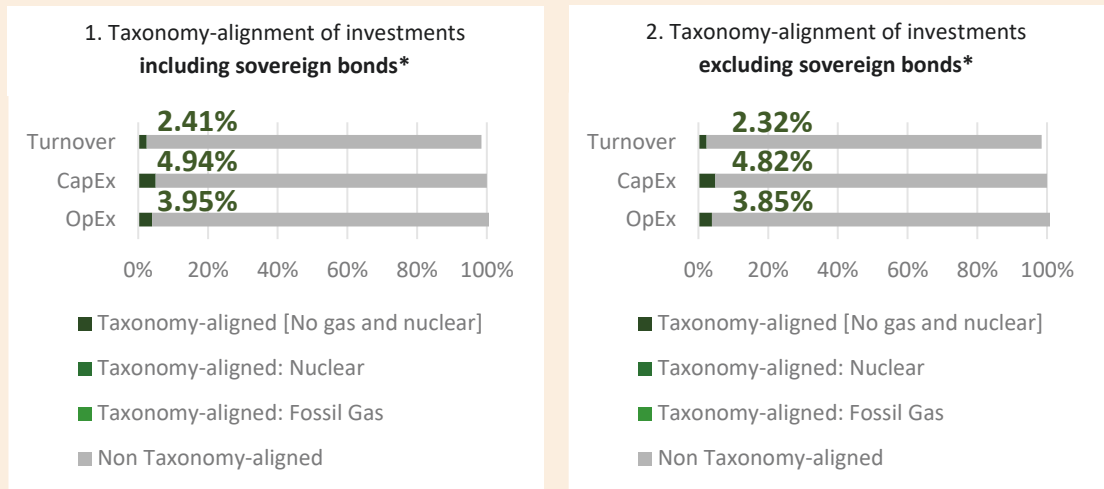 1. Taxonomy-alignment of investments
including sovereign bonds*
Turnover
2.41%
CapEx
4.94%
OpEx
3.95%
0% 20% 40% 60% 80% 100%
Taxonomy-aligned [No gas and nuclear]
Taxonomy-aligned: Nuclear
Taxonomy-aligned: Fossil Gas
Non Taxonomy-aligned
2. Taxonomy-alignment of investments
excluding sovereign bonds*
Turnover
2.32%
CapEx
4.82%
OpEx
3.85%
0% 20% 40% 60% 80% 100%
Taxonomy-aligned [No gas and nuclear]
Taxonomy-aligned: Nuclear
Taxonomy-aligned: Fossil Gas
Non Taxonomy-aligned